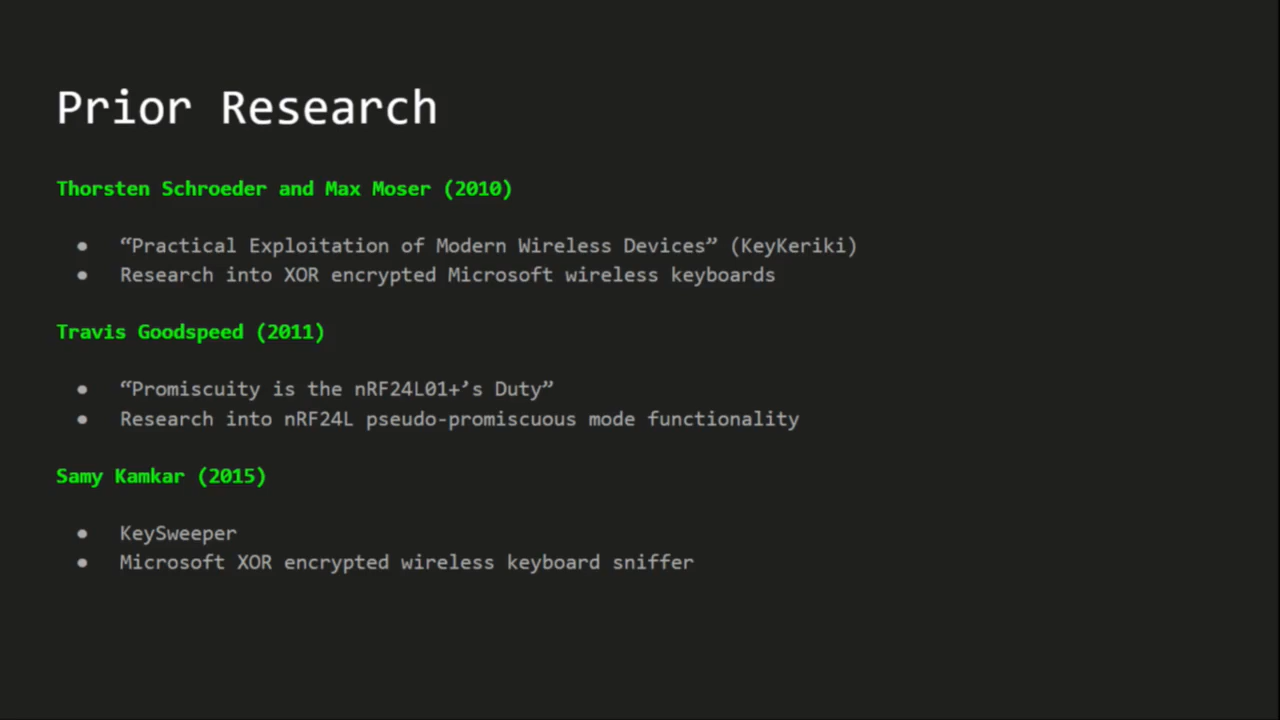 Prior Research
Thorsten Schroeder and Max Moser (2010)
● “Practical Exploitation of Modern Wireless Devices” (KeyKeriki)
● Research into XOR encrypted Microsoft wireless keyboards
Travis Goodspeed (2011)
● “Promiscuity is the nRF24L01+’s Duty”
● Research into nRF24L pseudo-promiscuous mode functionality
Samy Kamkar (2015)
● KeySweeper
● Microsoft XOR encrypted wireless keyboard sniffer